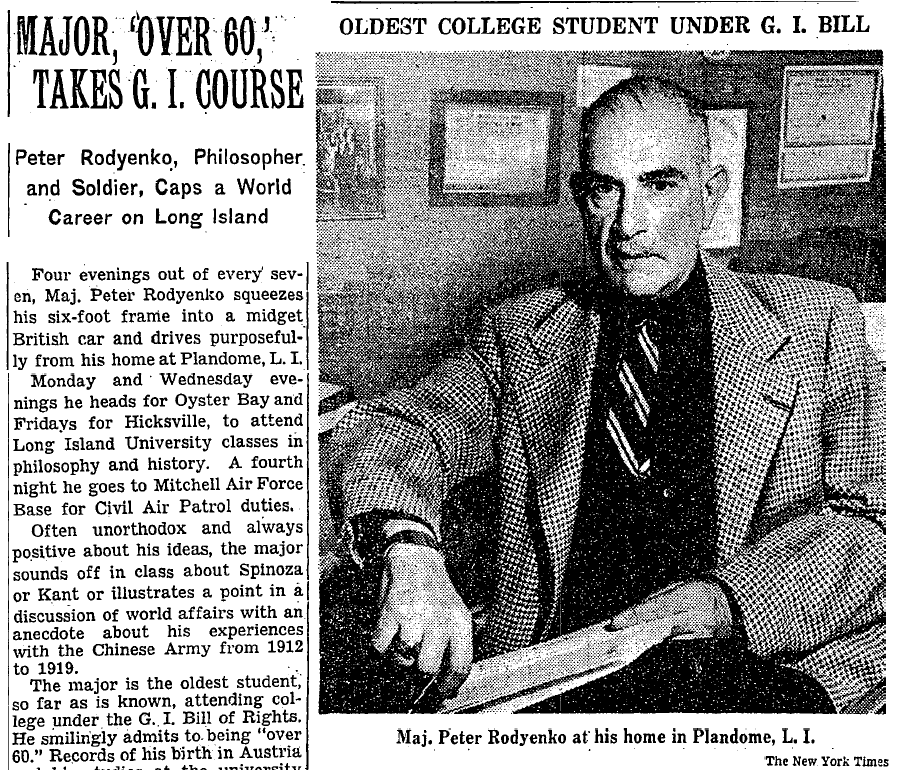 MAJOR, 'OVER 60,'
TAKES G. I. COURSE
Peter Rodyenko, Philosopher
and Soldier, Caps a World
Career on Long Island
Four evenings out of every sev-
en, Maj. Peter Rodyenko squeezes
his six-foot frame into a midget
British car and drives purposeful-
ly from his home at Plandome, L. I.
Monday and Wednesday eve-
nings he heads for Oyster Bay and
Fridays for Hicksville, to attend
Long Island University classes in
philosophy and history. A fourth
night he goes to Mitchell Air Force
Base for Civil Air Patrol duties.
Often unorthodox and always
positive about his ideas, the major
sounds off in class about Spinoza
or Kant or illustrates a point in a
discussion of world affairs with an
anecdote about his experiences
with the Chinese Army from 1912
to 1919.
The major is the oldest student,
so far as is known, attending col-
lege under the G. I. Bill of Rights.
He smilingly admits to being "over
60." Records of his birth in Austria
OLDEST COLLEGE STUDENT UNDER G. I. BILL
Maj. Peter Rodyenko at his home in Plandome, L. I.
The New York Times